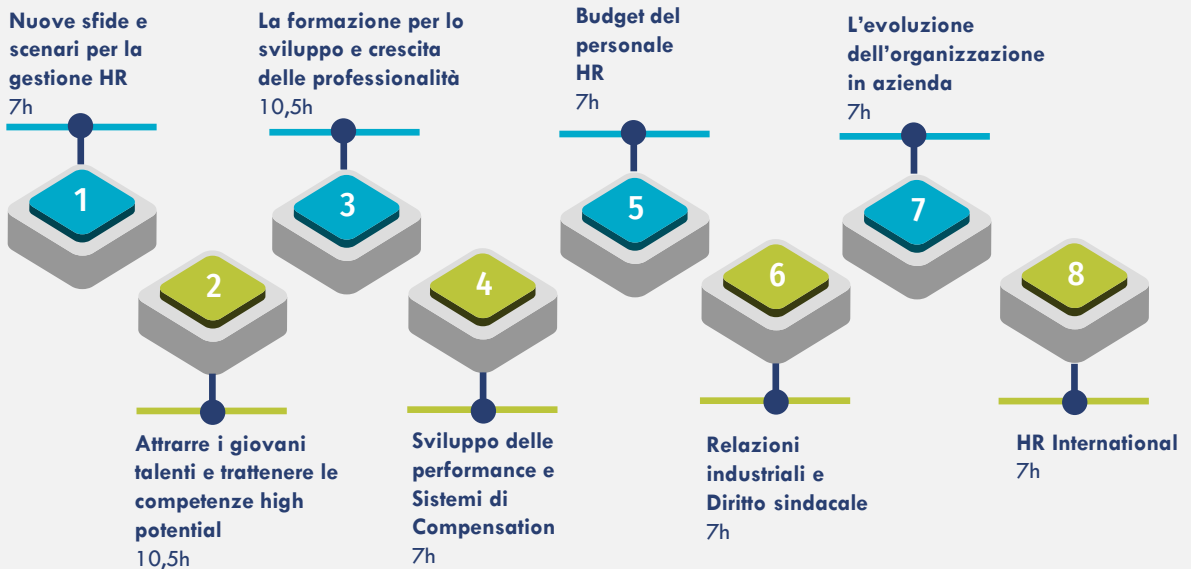 Nuove sfide e
scenari per la
gestione HR
7h
1
Attrarre i giovani
talenti e trattenere le
competenze high
potential
10,5h
2
La formazione per lo
sviluppo e crescita
delle professionalità
10,5h
3
Sviluppo delle
performance e
Sistemi di
Compensation
7h
4
Budget del
personale
HR
7h
5
Relazioni
industriali e
Diritto sindacale
7h
6
L'evoluzione
dell'organizzazione
in azenda
7h
7
HR International
7h
8